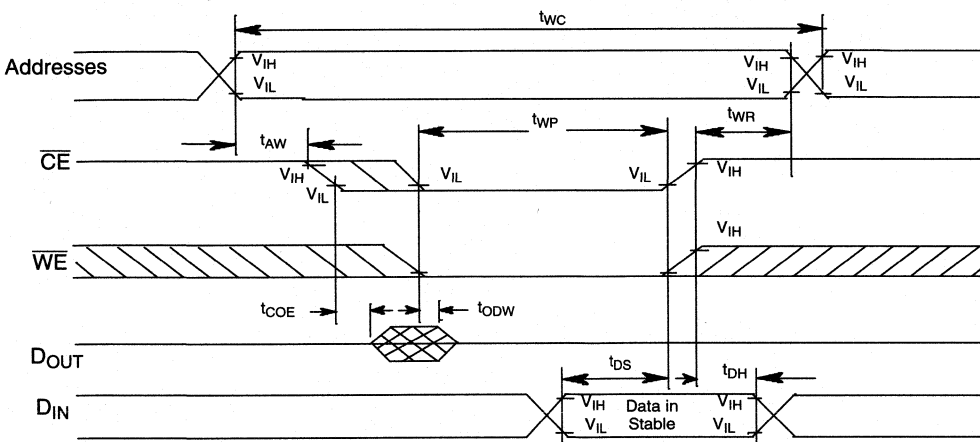 tWC
Addresses
VIH
VIL
VIH
VIL
VIH
VIL
tAW
tWP
tWR
CE
VIH
VIL
VIL
VIL
VIH
WE
VIH
tCOE
tODW
DOUT
tDS
tDH
DIN
VIH
VIL
Data in
Stable
VIH
VIL